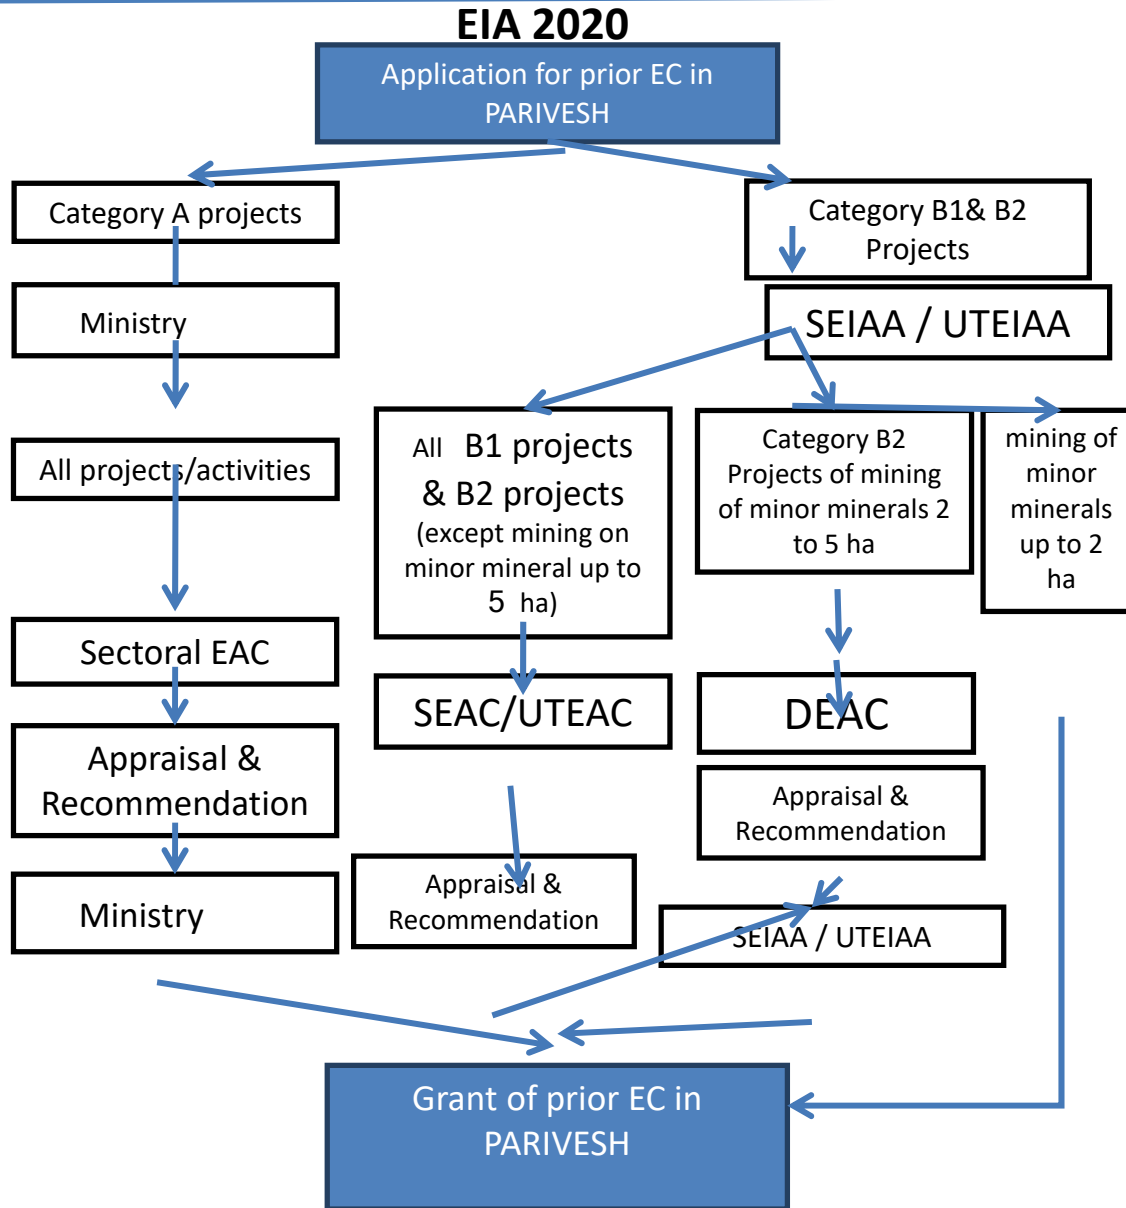 EIA 2020
Application for prior EC in
PARIVESH
Category A projects
Category B1& B2
Projects
Ministry
SEIAA / UTEIAA
All projects/activities
All B1 projects
& B2 projects
(except mining on
minor mineral up to
5 ha)
Category B2
Projects of mining
of minor minerals 2
to 5 ha
mining of
minor
minerals
up to 2
ha
Sectoral EAC
SEAC/UTEAC
DEAC
Appraisal &
Recommendation
Appraisal &
Recommendation
Appraisal &
Recommendation
Ministry
SEIAA / UTEIAA
Grant of prior EC in
PARIVESH